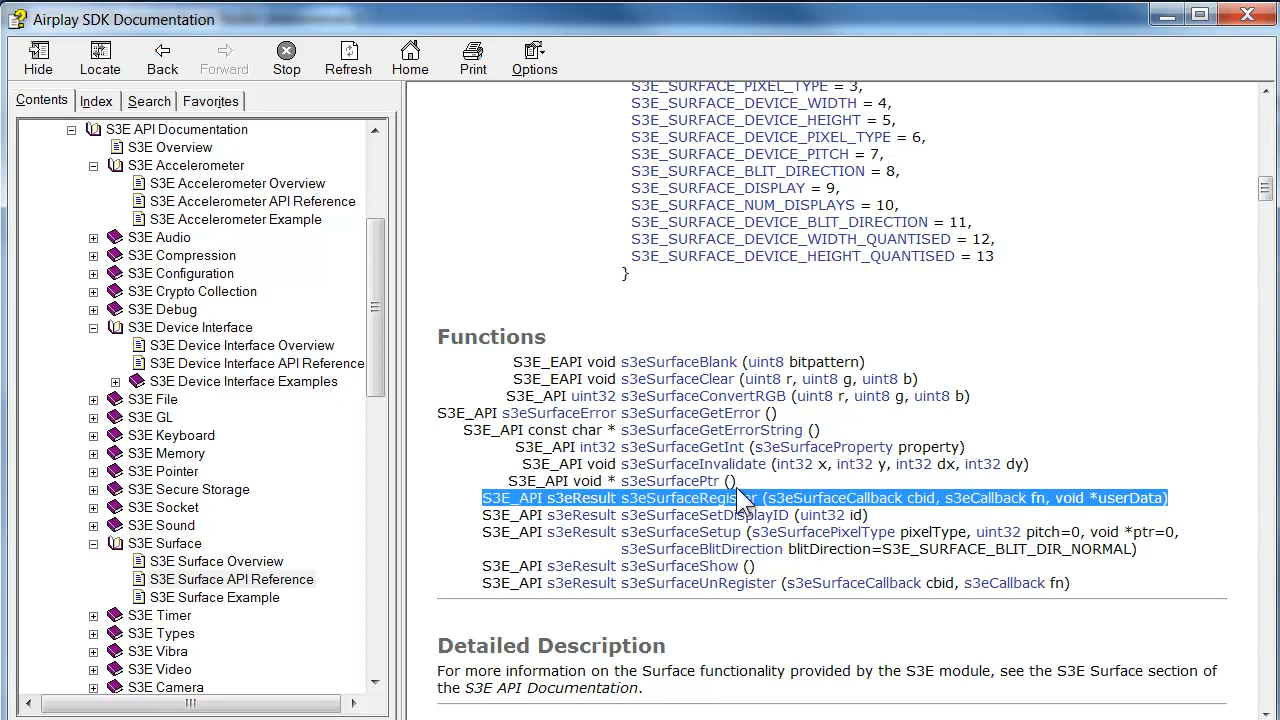 Airplay SDK Documentation
Hide Locate Back Forward Stop Refresh Home Print Options
Contents Index Search Favorites
S3E API Documentation
S3E Overview
S3E Accelerometer
S3E Accelerometer Overview
S3E Accelerometer API Reference
S3E Accelerometer Example
S3E Audio
S3E Compression
S3E Configuration
S3E Crypto Collection
S3E Debug
S3E Device Interface
S3E Device Interface Overview
S3E Device Interface API Reference
S3E Device Interface Examples
S3E File
S3E GL
S3E Keyboard
S3E Memory
S3E Pointer
S3E Secure Storage
S3E Socket
S3E Sound
S3E Surface
S3E Surface Overview
S3E Surface API Reference
S3E Surface Example
S3E Timer
S3E Types
S3E Vibra
S3E Video
S3E Camera
S3E_SURFACE_PIXEL_TYPE = 3,
S3E_SURFACE_DEVICE_WIDTH = 4,
S3E_SURFACE_DEVICE_HEIGHT = 5,
S3E_SURFACE_DEVICE_PIXEL_TYPE = 6,
S3E_SURFACE_DEVICE_PITCH = 7,
S3E_SURFACE_BLIT_DIRECTION = 8,
S3E_SURFACE_DISPLAY = 9,
S3E_SURFACE_NUM_DISPLAYS = 10,
S3E_SURFACE_DEVICE_BLIT_DIRECTION = 11,
S3E_SURFACE_DEVICE_WIDTH_QUANTISED = 12,
S3E_SURFACE_DEVICE_HEIGHT_QUANTISED = 13
}
Functions
S3E_EAPI void s3eSurfaceBlank (uint8 bitpattern)
S3E_EAPI void s3eSurfaceClear (uint8 r, uint8 g, uint8 b)
S3E_API uint32 s3eSurfaceConvertRGB (uint8 r, uint8 g, uint8 b)
S3E_API s3eSurfaceError s3eSurfaceGetError ()
S3E_API const char * s3eSurfaceGetErrorString ()
S3E_API int32 s3eSurfaceGetInt (s3eSurfaceProperty property)
S3E_API void s3eSurfaceInvalidate (int32 x, int32 y, int32 dx, int32 dy)
S3E_API void * s3eSurfacePtr ()
S3E_API s3eResult s3eSurfaceRegister (s3eSurfaceCallback cbid, s3eCallback fn, void *userData)
S3E_API s3eResult s3eSurfaceSetDisplayID (uint32 id)
S3E_API s3eResult s3eSurfaceSetup (s3eSurfacePixelType pixelType, uint32 pitch=0, void *ptr=0,
s3eSurfaceBlitDirection blitDirection=S3E_SURFACE_BLIT_DIR_NORMAL)
S3E_API s3eResult s3eSurfaceShow ()
S3E_API s3eResult s3eSurfaceUnRegister (s3eSurfaceCallback cbid, s3eCallback fn)
Detailed Description
For more information on the Surface functionality provided by the S3E module, see the S3E Surface section of
the S3E API Documentation.